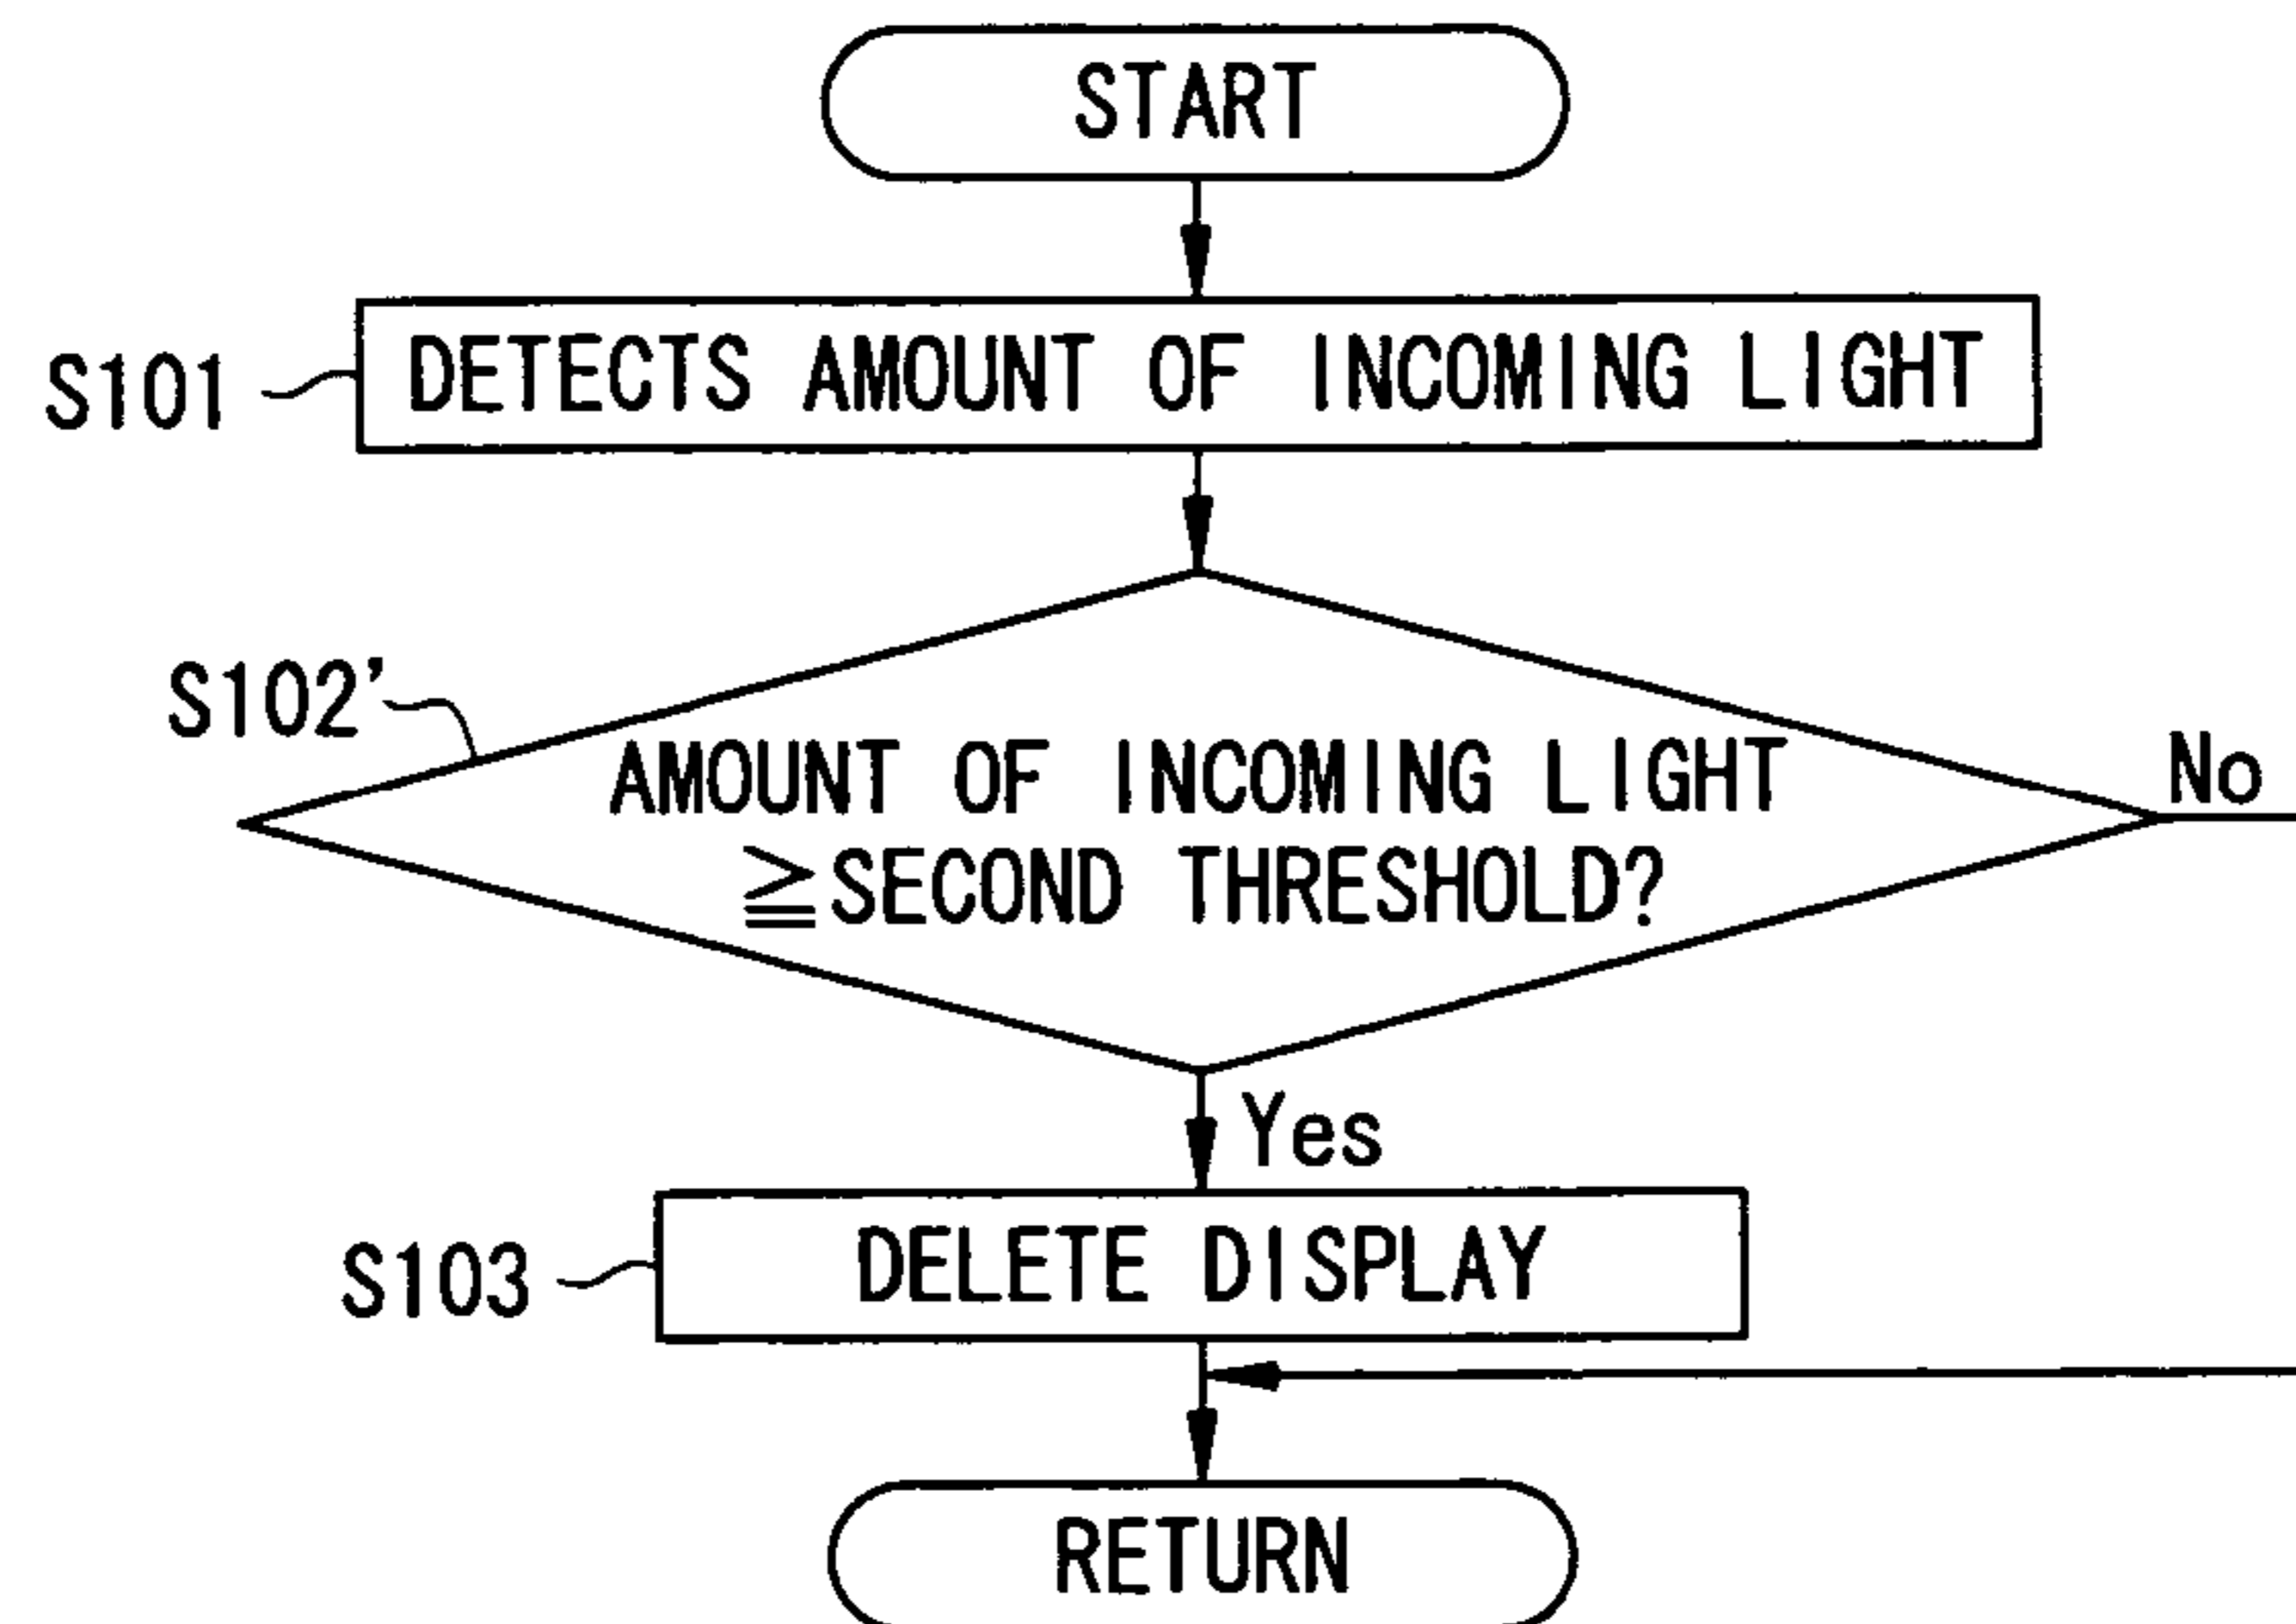 START
S101
DETECTS AMOUNT OF INCOMING LIGHT
S102'
AMOUNT OF INCOMING LIGHT
≧SECOND THRESHOLD?
No
Yes
S103
DELETE DISPLAY
RETURN